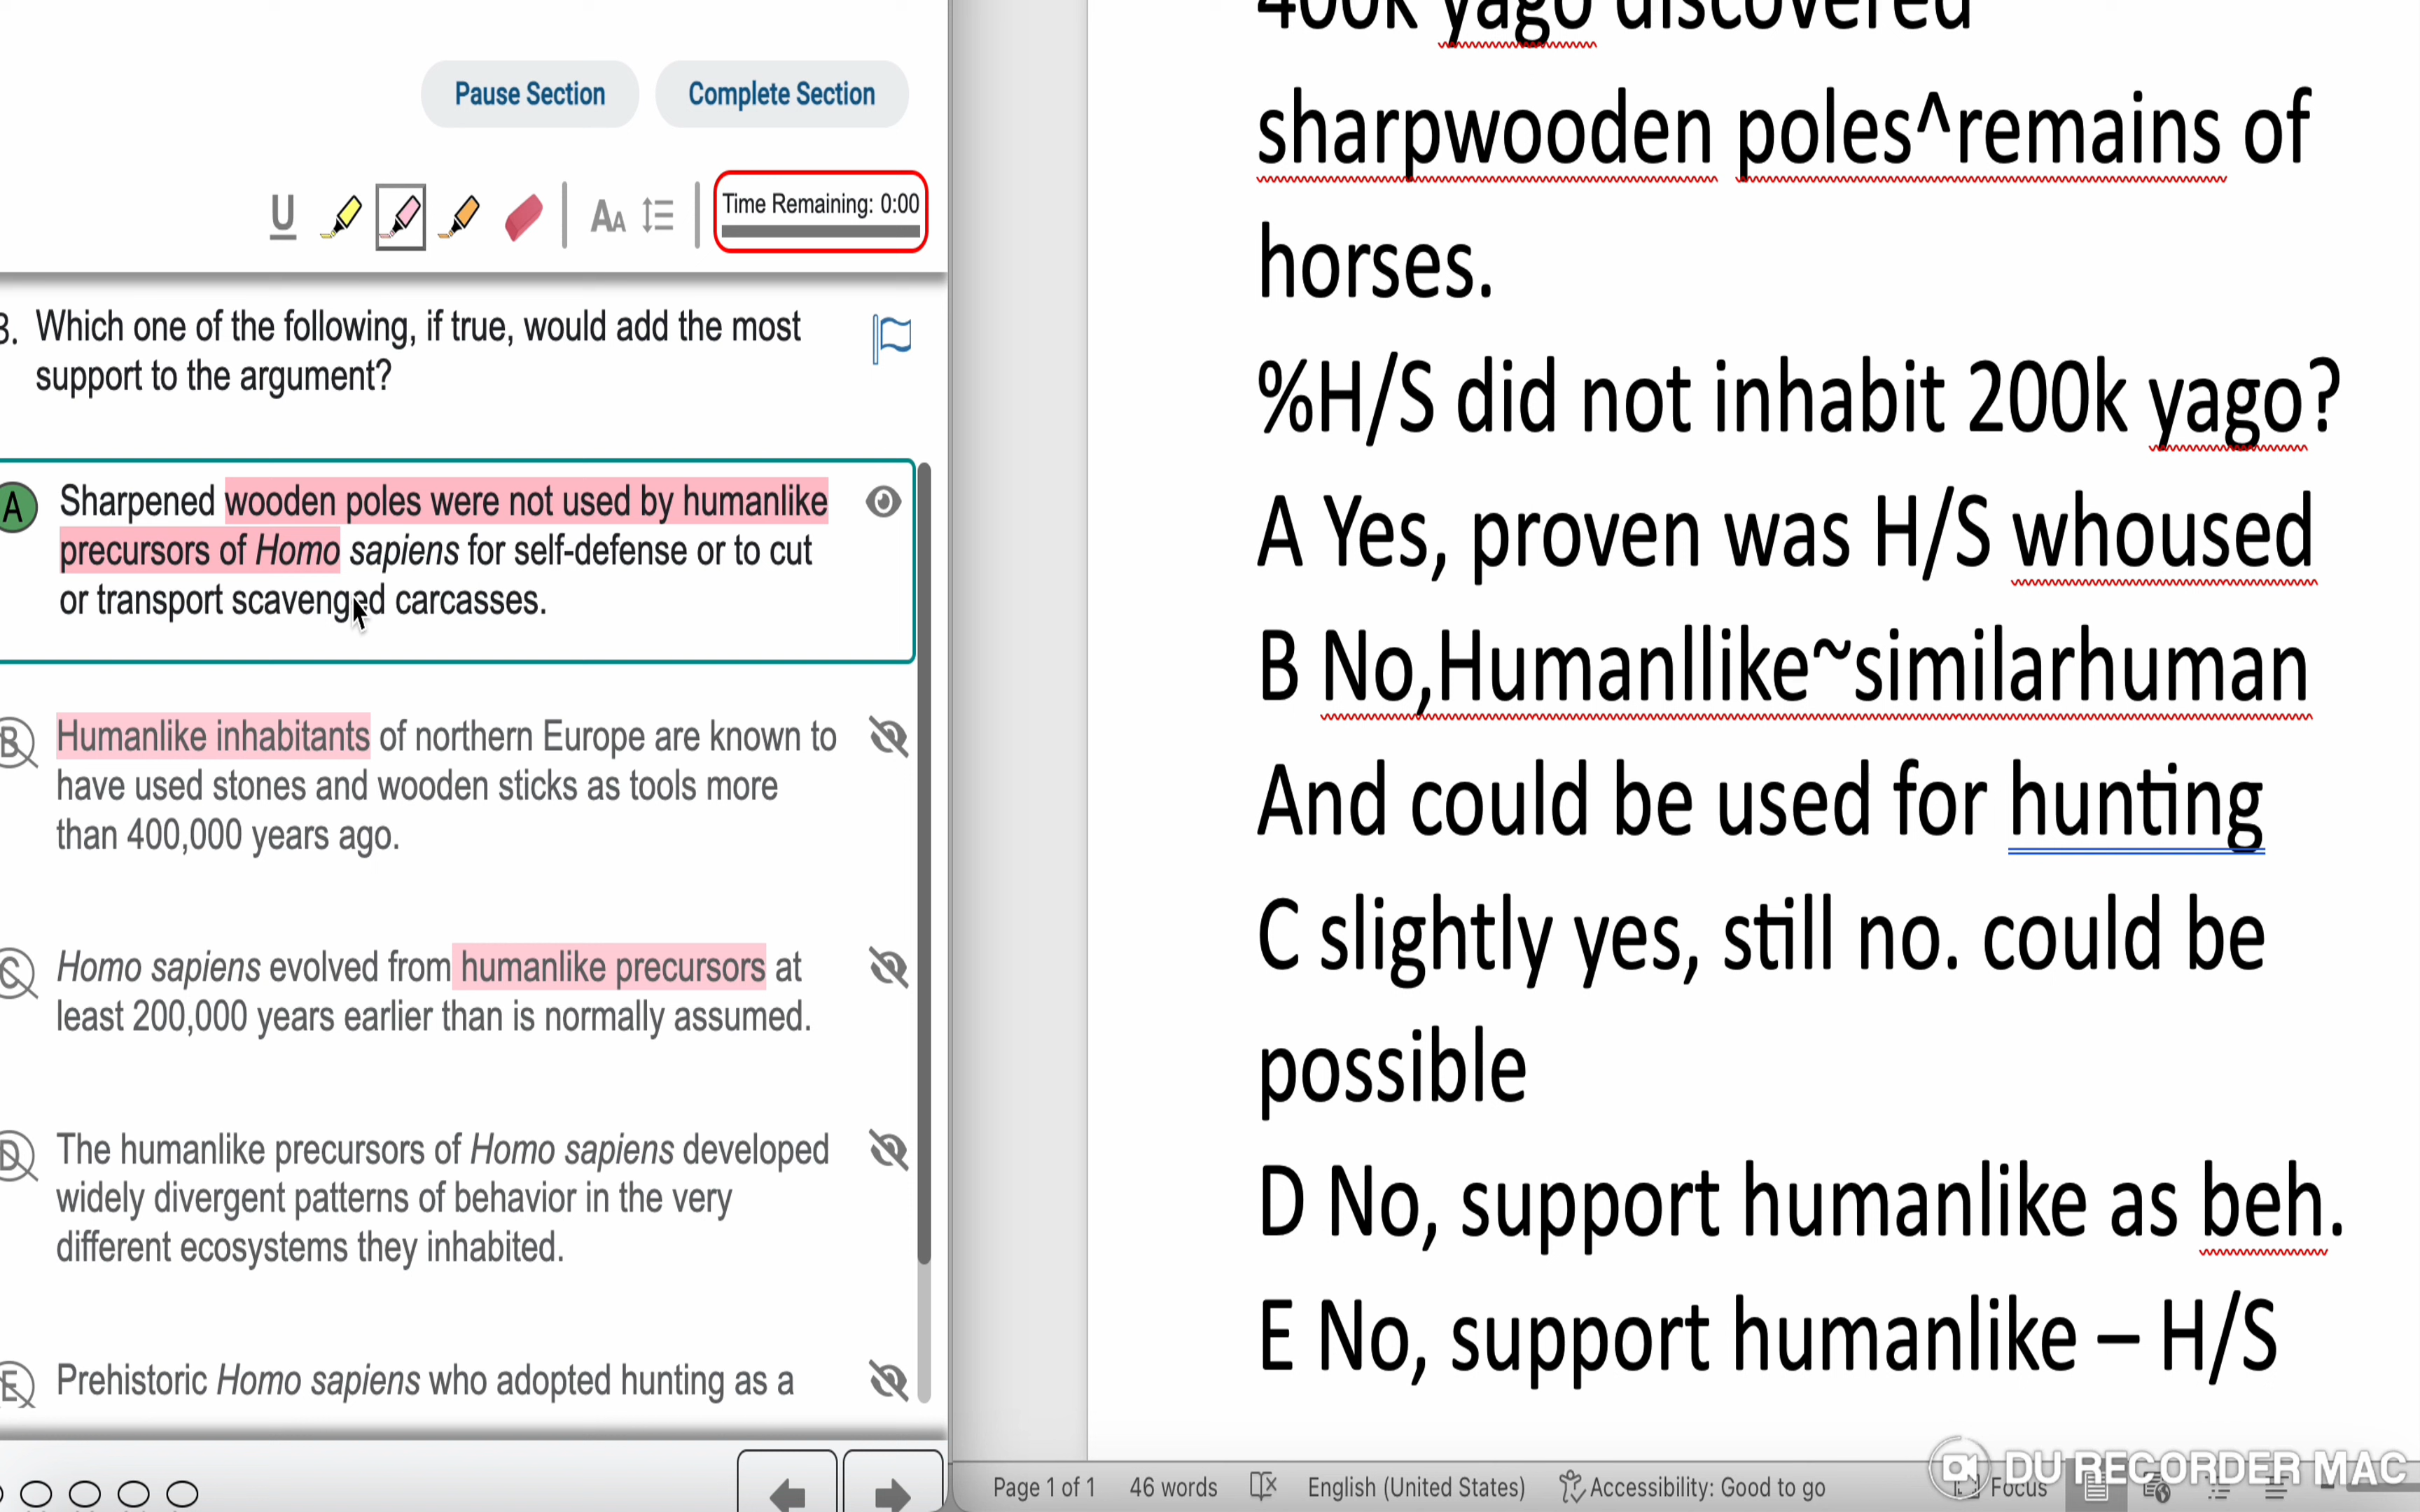 Pause Section
Complete Section
U
AA
Time Remaining: 0:00
3. Which one of the following, if true, would add the most
support to the argument?
A Sharpened wooden poles were not used by humanlike
precursors of Homo sapiens for self-defense or to cut
or transport scavenged carcasses.
B Humanlike inhabitants of northern Europe are known to
have used stones and wooden sticks as tools more
than 400,000 years ago.
C Homo sapiens evolved from humanlike precursors at
least 200,000 years earlier than is normally assumed.
D The humanlike precursors of Homo sapiens developed
widely divergent patterns of behavior in the very
different ecosystems they inhabited.
E Prehistoric Homo sapiens who adopted hunting as a
400k yago discovered
sharpwooden poles^remains of
horses.
%H/S did not inhabit 200k yago?
A Yes, proven was H/S whoused
B No,Humanllike~similarhuman
And could be used for hunting
C slightly yes, still no. could be
possible
D No, support humanlike as beh.
E No, support humanlike – H/S
Page 1 of 1 46 words English (United States) Accessibility: Good to go Focus
DU RECORDER MAC